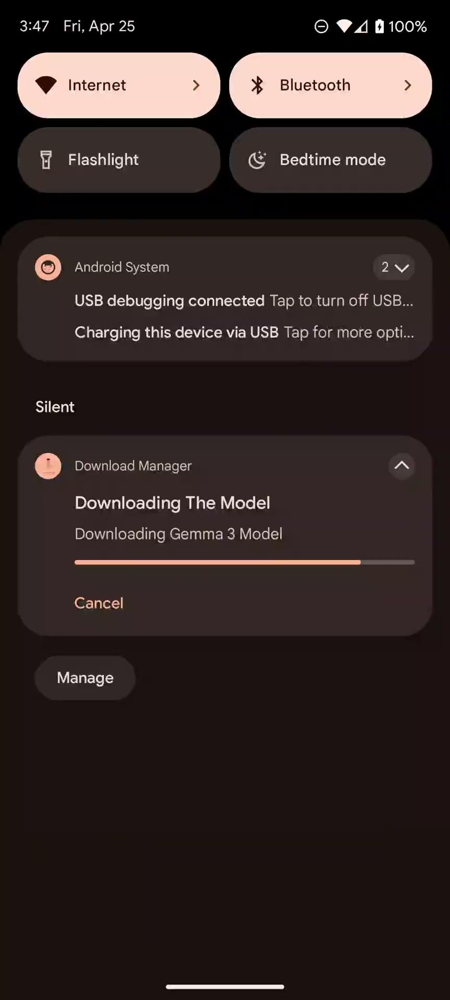 3:47 Fri, Apr 25 100%
Internet Bluetooth
Flashlight Bedtime mode
Android System 2
USB debugging connected Tap to turn off USB...
Charging this device via USB Tap for more opti...
Silent
Download Manager
Downloading The Model
Downloading Gemma 3 Model
Cancel
Manage